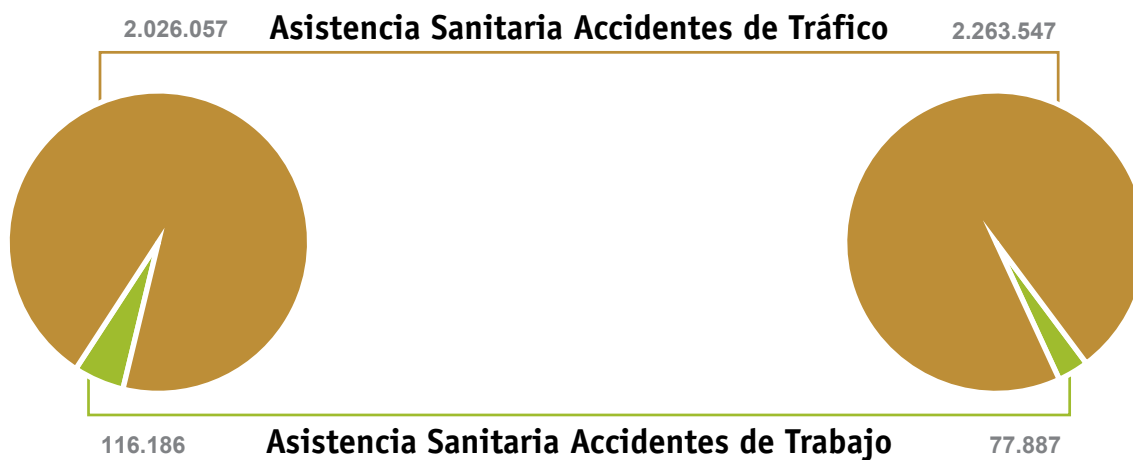 2.026.057 Asistencia Sanitaria Accidentes de Tráfico 2.263.547
116.186 Asistencia Sanitaria Accidentes de Trabajo 77.887